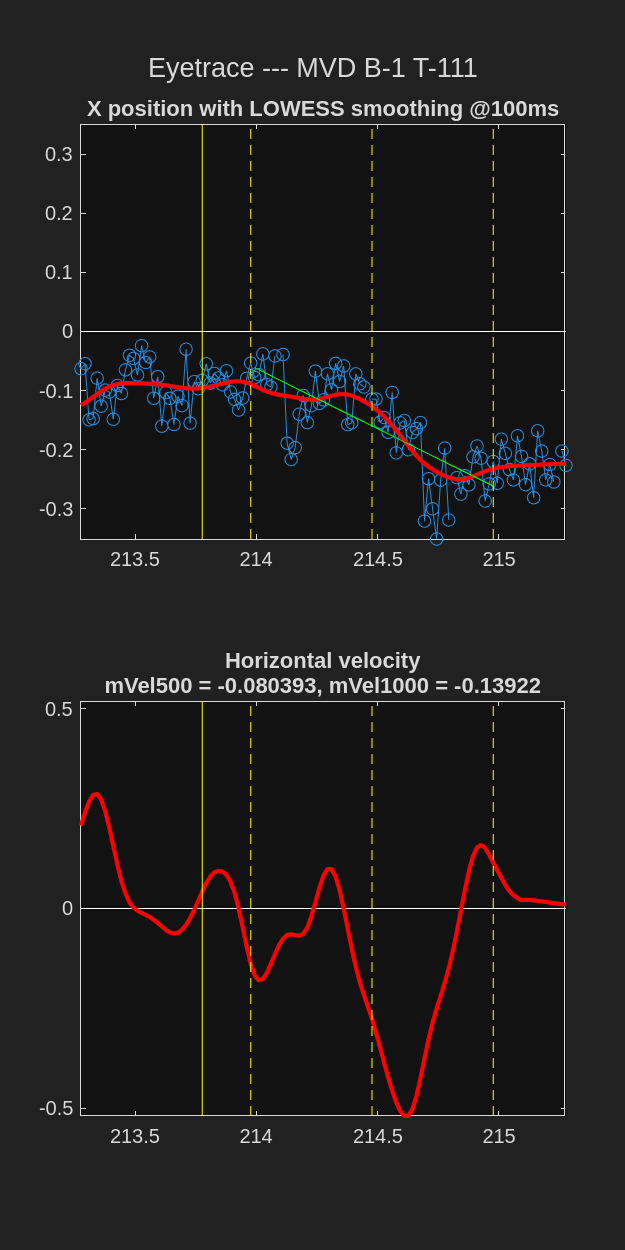 Eyetrace --- MVD B-1 T-111
X position with LOWESS smoothing @100ms
0.3
0.2
0.1
0
-0.1
-0.2
-0.3
213.5 214 214.5 215
Horizontal velocity
mVel500 = -0.080393, mVel1000 = -0.13922
0.5
0
-0.5
213.5 214 214.5 215